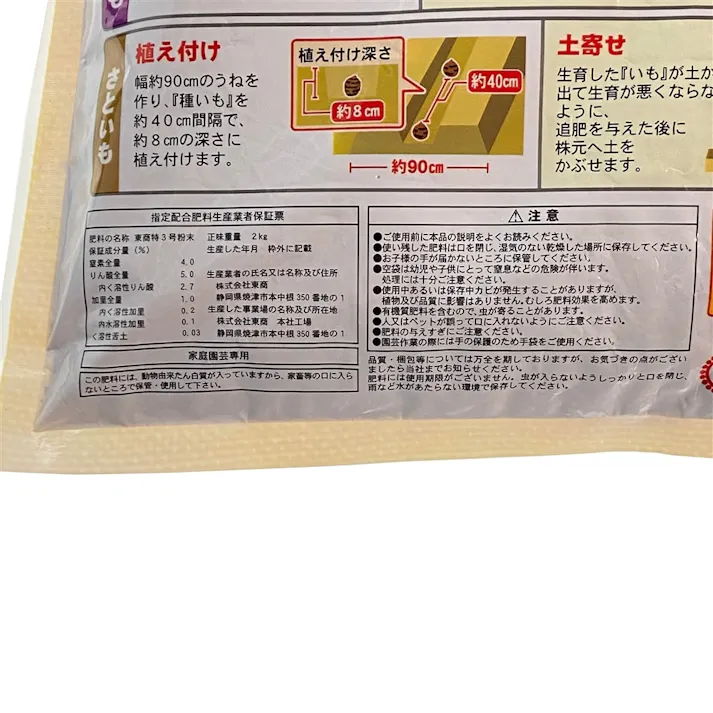 も
さといも
植え付け
幅約90cmのうねを
作り、『種いも』を
約40cm間隔で、
約8cmの深さに
植え付けます。
植え付け深さ
約8cm
約40cm
約90cm
土寄せ
生育した『いも』が土か
出て生育が悪くならな
ように、
追肥を与えた後に
株元へ土を
かぶせます。
指定配合肥料生産業者保証票
肥料の名称 東商特3号粉末 正味重量 2kg
保証成分量(%) 生産した年月 枠外に記載
窒素全量 4.0
りん酸全量 5.0 生産業者の氏名又は名称及び住所
内く溶性りん酸 2.7 株式会社東商
加里全量 1.0 静岡県焼津市本中根350番地の1
内く溶性加里 0.2 生産した事業場の名称及び所在地
内水溶性加里 0.1 株式会社東商 本社工場
く溶性苦土 0.03 静岡県焼津市本中根350番地の1
家庭園芸専用
この肥料には、動物由来たん白質が入っていますから、家畜等の口に入ら
ないところで保管・使用して下さい。
⚠注意
●ご使用前に本品の説明をよくお読みください。
●使い残した肥料は口を閉じ、湿気のない乾燥した場所に保存してください。
●お子様の手が届かないところに保管してください。
●空袋は幼児や子供にとって窒息などの危険が伴います。
処理には十分ご注意ください。
●使用中あるいは保存中カビが発生することがありますが、
植物及び品質に影響はありません。むしろ肥料効果を高めます。
●有機質肥料を含むので、虫が寄ることがあります。
●人又はペットが誤って口に入れないようにご注意ください。
●肥料の与えすぎにご注意ください。
●園芸作業の際には手の保護のため手袋をご使用ください。
品質・梱包等については万全を期しておりますが、お気づきの点がござい
ましたら当社までお知らせください。
肥料には使用期限がございません。虫が入らないようしっかりと口を閉じ、
雨など水があたらない環境で保存してください。